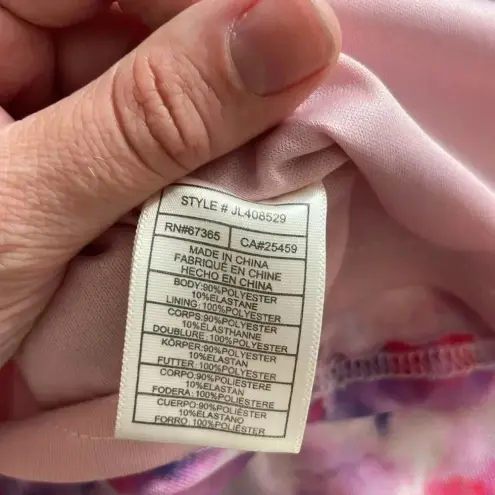 STYLE # JL408529
RN#67365 CA#25459
MADE IN CHINA
FABRIQUÉ EN CHINE
HECHO EN CHINA
BODY:90%POLYESTER
10%ELASTANE
LINING:100%POLYESTER
CORPS:90%POLYESTER
10%ELASTHANNE
DOUBLURE:100%POLYESTER
KÖRPER:90%POLYESTER
10%ELASTAN
FUTTER:100%POLYESTER
CORPO:90%POLIESTERE
10%ELASTAN
FODERA:100%POLIESTERE
CUERPO:90%POLIÉSTER
10%ELASTANO
FORRO:100%POLIÉSTER